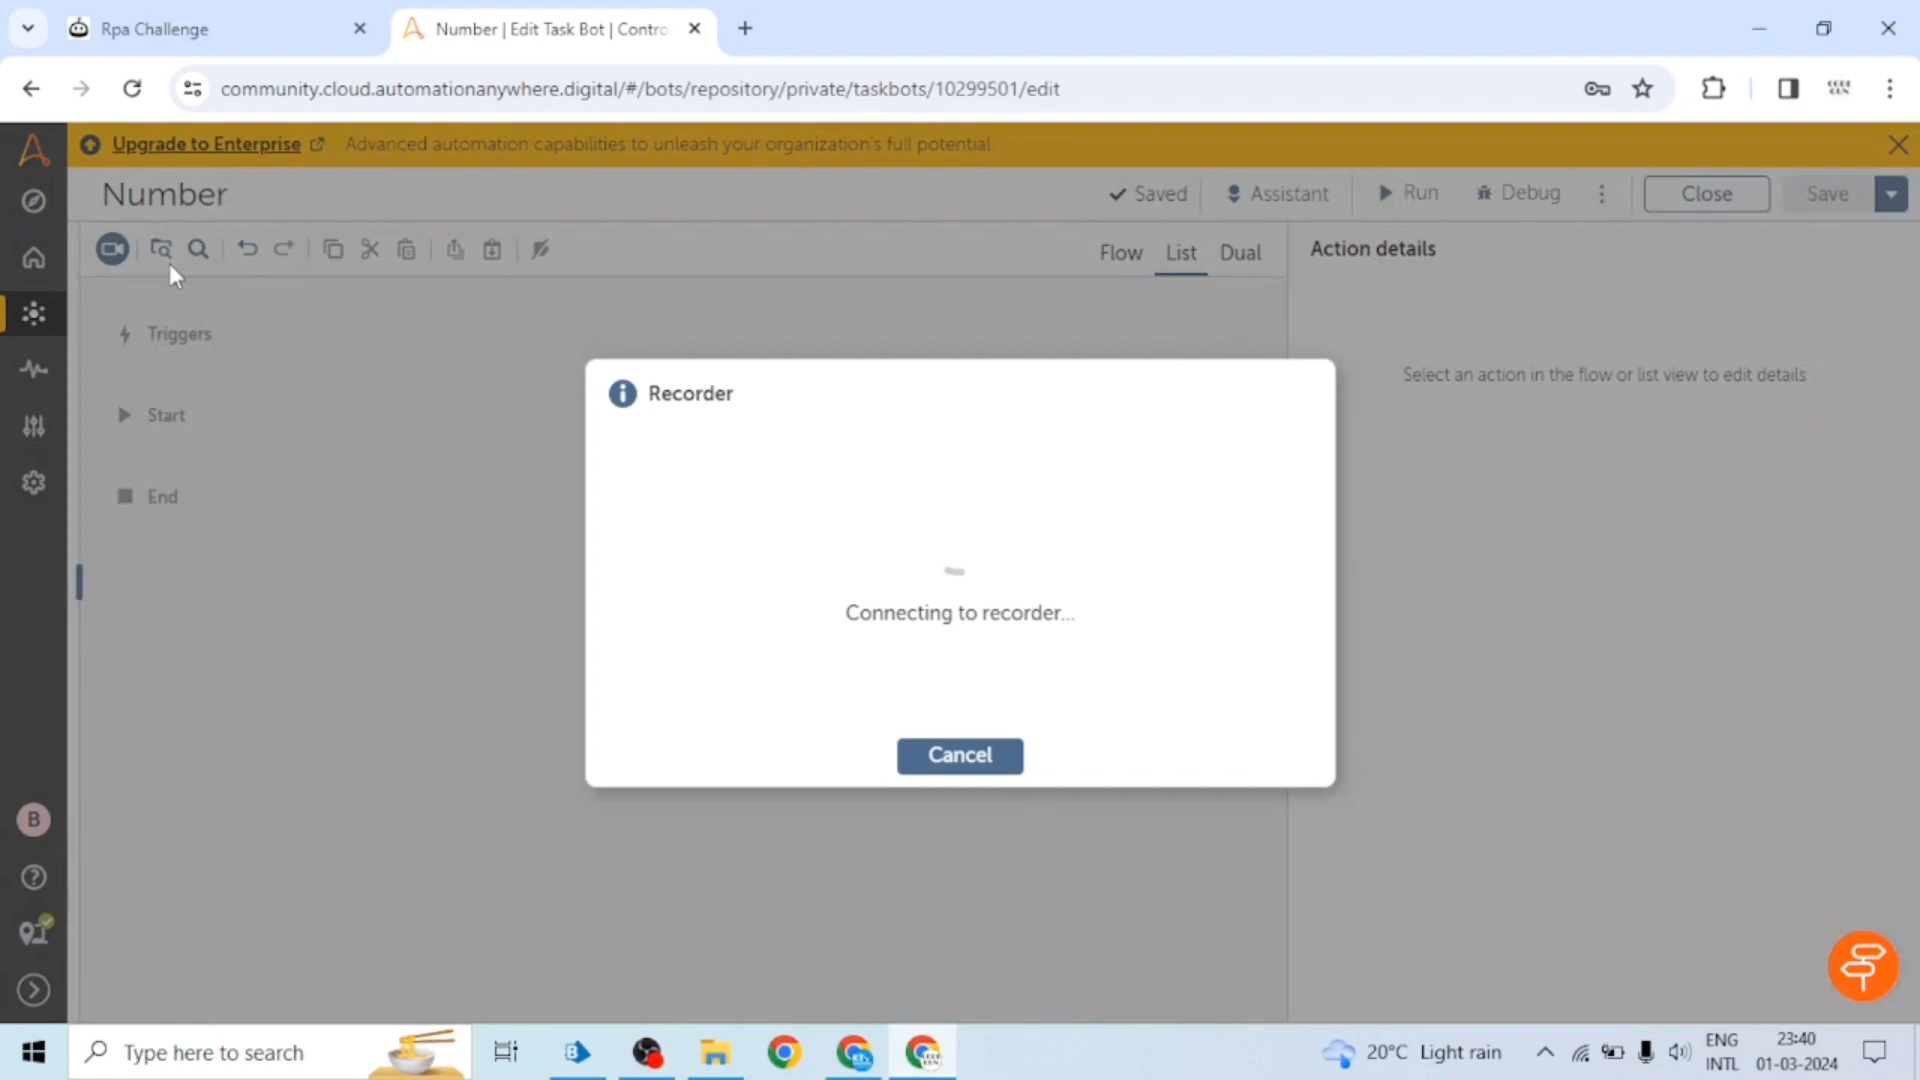 Rpa Challenge
Number | Edit Task Bot | Contro
community.cloud.automationanywhere.digital/#/bots/repository/private/taskbots/10299501/edit
Upgrade to Enterprise Advanced automation capabilities to unleash your organization's full potential.
Number
Saved
Assistant
Run
Debug
Close
Save
Flow
List
Dual
Action details
Triggers
Start
End
Select an action in the flow or list view to edit details
Recorder
Connecting to recorder...
Cancel
B
Type here to search
20°C Light rain
ENG
INTL
23:40
01-03-2024